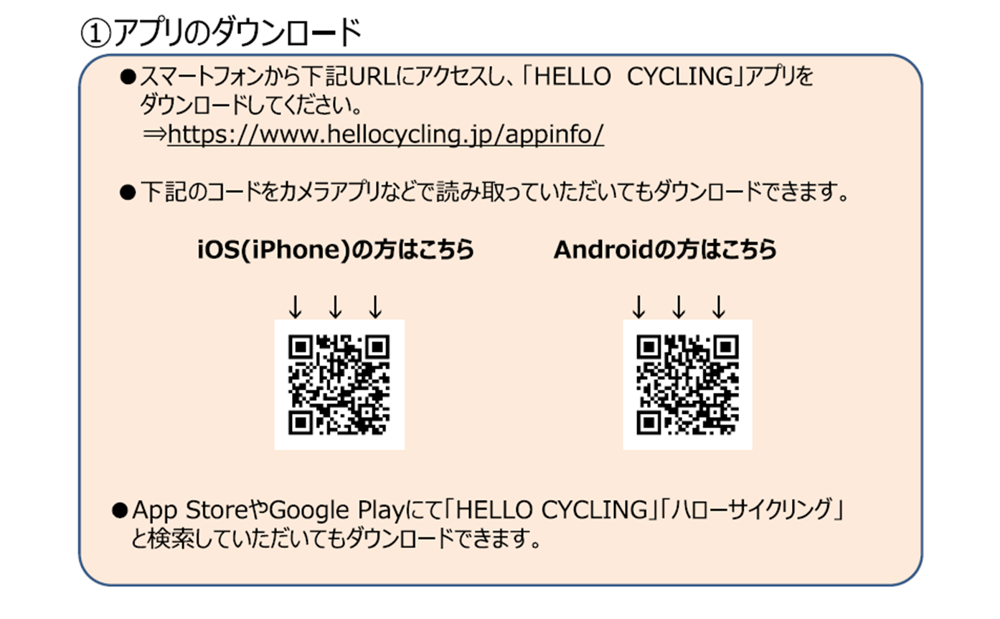 ①アプリのダウンロード
●スマートフォンから下記URLにアクセスし、「HELLO　CYCLING」アプリを
ダウンロードしてください。
⇒https://www.hellocycling.jp/appinfo/
●下記のコードをカメラアプリなどで読み取っていただいてもダウンロードできます。
iOS(iPhone)の方はこちら　Androidの方はこちら
↓　↓　↓　↓　↓　↓
●App StoreやGoogle Playにて「HELLO CYCLING」「ハローサイクリング」
と検索していただいてもダウンロードできます。